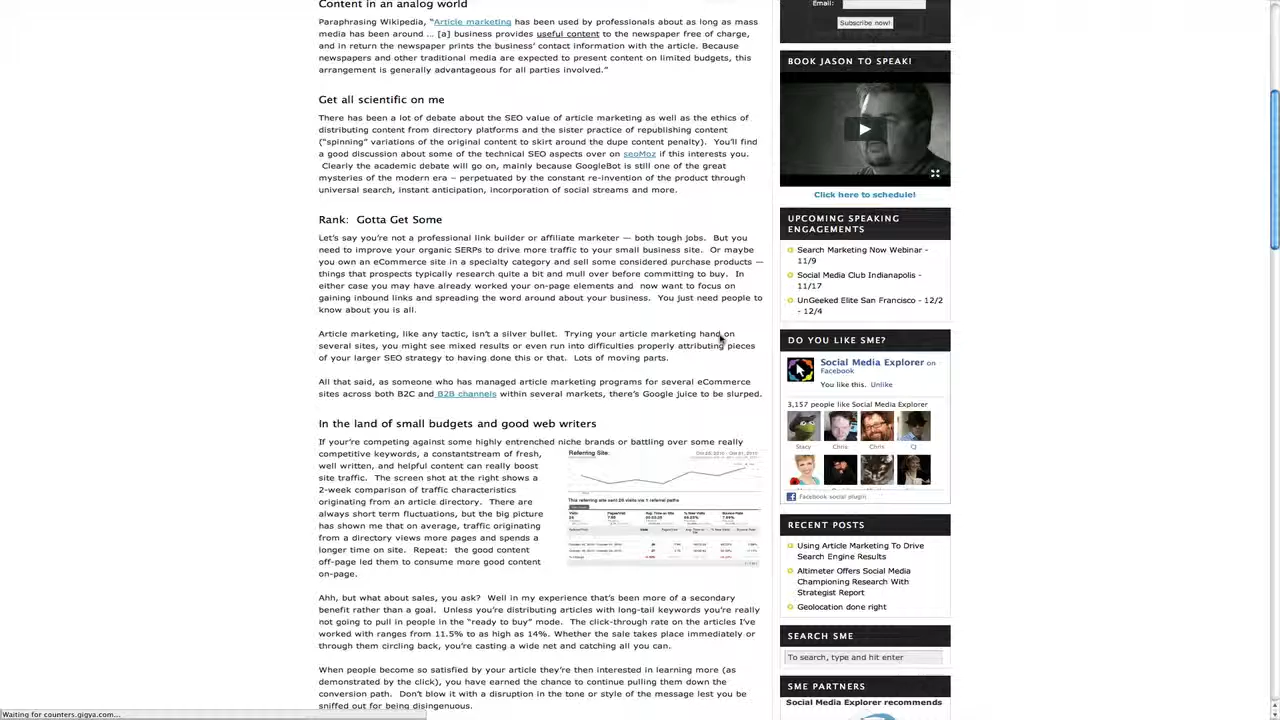 Content in an analog world
Paraphrasing Wikipedia, “Article marketing has been used by professionals about as long as mass
media has been around ... [a] business provides useful content to the newspaper free of charge,
and in return the newspaper prints the business’ contact information with the article. Because
newspapers and other traditional media are expected to present content on limited budgets, this
arrangement is generally advantageous for all parties involved.”
Get all scientific on me
There has been a lot of debate about the SEO value of article marketing as well as the ethics of
distributing content from directory platforms and the sister practice of republishing content
(“spinning” variations of the original content to skirt around the dupe content penalty). You’ll find
a good discussion about some of the technical SEO aspects over on seoMoz if this interests you.
Clearly the academic debate will go on, mainly because GoogleBot is still one of the great
mysteries of the modern era – perpetuated by the constant re-invention of the product through
universal search, instant anticipation, incorporation of social streams and more.
Rank: Gotta Get Some
Let’s say you’re not a professional link builder or affiliate marketer — both tough jobs. But you
need to improve your organic SERPs to drive more traffic to your small business site. Or maybe
you own an eCommerce site in a specialty category and sell some considered purchase products —
things that prospects typically research quite a bit and mull over before committing to buy. In
either case you may have already worked your on-page elements and now want to focus on
gaining inbound links and spreading the word around about your business. You just need people to
know about you is all.
Article marketing, like any tactic, isn’t a silver bullet. Trying your article marketing hand on
several sites, you might see mixed results or even run into difficulties properly attributing pieces
of your larger SEO strategy to having done this or that. Lots of moving parts.
All that said, as someone who has managed article marketing programs for several eCommerce
sites across both B2C and B2B channels within several markets, there’s Google juice to be slurped.
In the land of small budgets and good web writers
If your’re competing against some highly entrenched niche brands or battling over some really
competitive keywords, a constantstream of fresh,
well written, and helpful content can really boost
site traffic. The screen shot at the right shows a
2-week comparison of traffic characteristics
originating from an article directory. There are
always short term fluctuations, but the big picture
has shown me that on average, traffic originating
from a directory views more pages and spends a
longer time on site. Repeat: the good content
off-page led them to consume more good content
on-page.
Referring Site:
This referring site sent 26 visits via 1 referral paths
Ahh, but what about sales, you ask? Well in my experience that’s been more of a secondary
benefit rather than a goal. Unless you’re distributing articles with long-tail keywords you’re really
not going to pull in people in the “ready to buy” mode. The click-through rate on the articles I’ve
worked with ranges from 11.5% to as high as 14%. Whether the sale takes place immediately or
through them circling back, you’re casting a wide net and catching all you can.
When people become so satisfied by your article they’re then interested in learning more (as
demonstrated by the click), you have earned the chance to continue pulling them down the
conversion path. Don’t blow it with a disruption in the tone or style of the message lest you be
sniffed out for being disingenuous.
Waiting for counters.gigya.com...
Email:
Subscribe now!
BOOK JASON TO SPEAK!
Click here to schedule!
UPCOMING SPEAKING
ENGAGEMENTS
Search Marketing Now Webinar -
11/9
Social Media Club Indianapolis -
11/17
UnGeeked Elite San Francisco - 12/2
- 12/4
DO YOU LIKE SME?
Social Media Explorer on
Facebook
You like this. Unlike
3,157 people like Social Media Explorer
Stacy Chris Chris CJ
Facebook social plugin
RECENT POSTS
Using Article Marketing To Drive
Search Engine Results
Altimeter Offers Social Media
Championing Research With
Strategist Report
Geolocation done right
SEARCH SME
To search, type and hit enter
SME PARTNERS
Social Media Explorer recommends